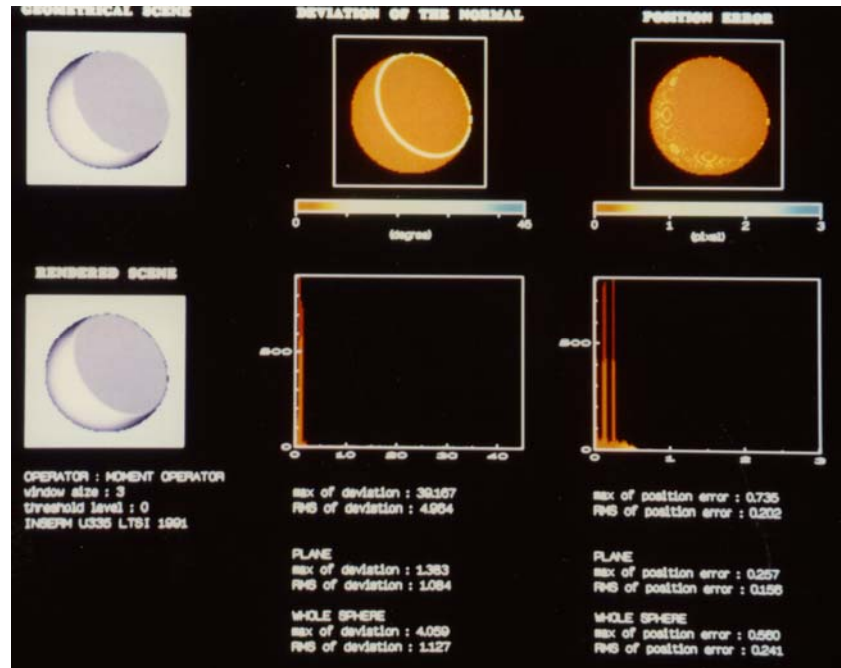 GEOMETRICAL SCENE
DEVIATION OF THE NORMAL
POSITION ERROR
0 45
(degree)
0 1 2 3
(pixel)
RENDERED SCENE
500
0
0 10 20 30 40
500
0
0 1 2 3
OPERATOR : MOMENT OPERATOR
window size : 3
threshold level : 0
INSERM U335 LTSI 1991
max of deviation : 39.167
RMS of deviation : 4.964
PLANE
max of deviation : 1.383
RMS of deviation : 1.084
WHOLE SPHERE
max of deviation : 4.059
RMS of deviation : 1.127
max of position error : 0.735
RMS of position error : 0.202
PLANE
max of position error : 0.257
RMS of position error : 0.156
WHOLE SPHERE
max of position error : 0.560
RMS of position error : 0.241